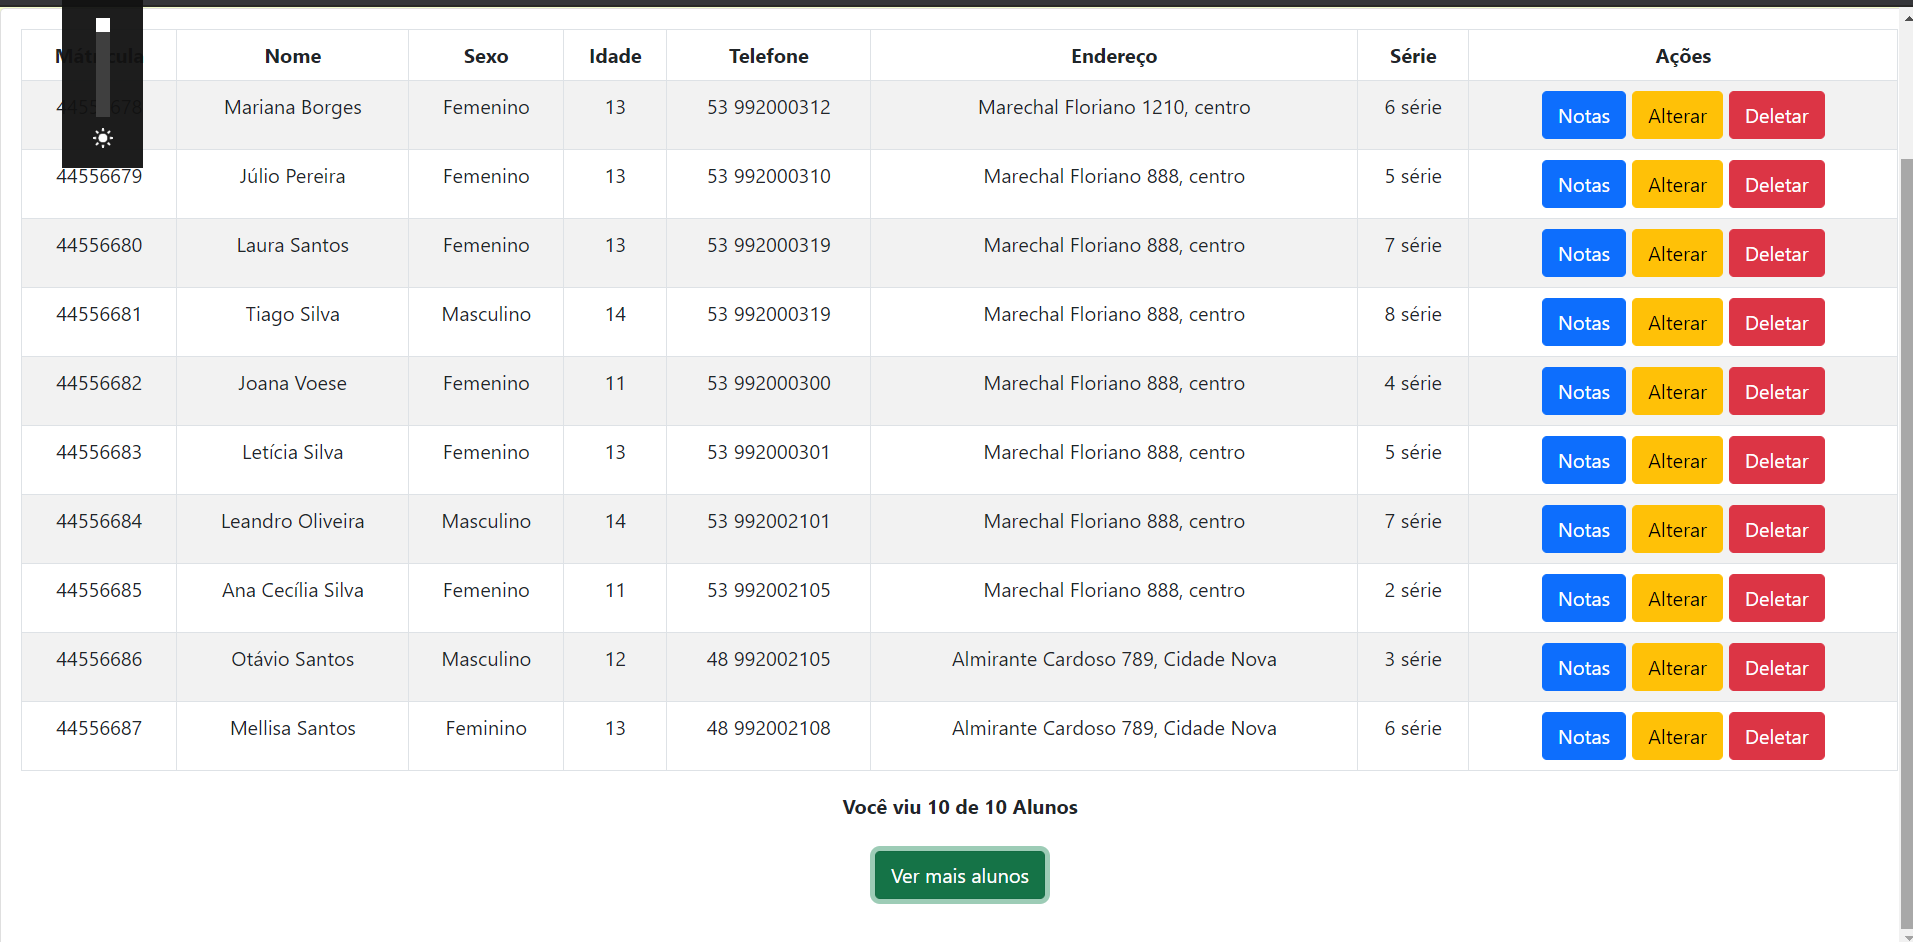 Mátrícula Nome Sexo Idade Telefone Endereço Série Ações
44556678 Mariana Borges Femenino 13 53 992000312 Marechal Floriano 1210, centro 6 série Notas Alterar Deletar
44556679 Júlio Pereira Femenino 13 53 992000310 Marechal Floriano 888, centro 5 série Notas Alterar Deletar
44556680 Laura Santos Femenino 13 53 992000319 Marechal Floriano 888, centro 7 série Notas Alterar Deletar
44556681 Tiago Silva Masculino 14 53 992000319 Marechal Floriano 888, centro 8 série Notas Alterar Deletar
44556682 Joana Voese Femenino 11 53 992000300 Marechal Floriano 888, centro 4 série Notas Alterar Deletar
44556683 Letícia Silva Femenino 13 53 992000301 Marechal Floriano 888, centro 5 série Notas Alterar Deletar
44556684 Leandro Oliveira Masculino 14 53 992002101 Marechal Floriano 888, centro 7 série Notas Alterar Deletar
44556685 Ana Cecília Silva Femenino 11 53 992002105 Marechal Floriano 888, centro 2 série Notas Alterar Deletar
44556686 Otávio Santos Masculino 12 48 992002105 Almirante Cardoso 789, Cidade Nova 3 série Notas Alterar Deletar
44556687 Mellisa Santos Feminino 13 48 992002108 Almirante Cardoso 789, Cidade Nova 6 série Notas Alterar Deletar
Você viu 10 de 10 Alunos
Ver mais alunos